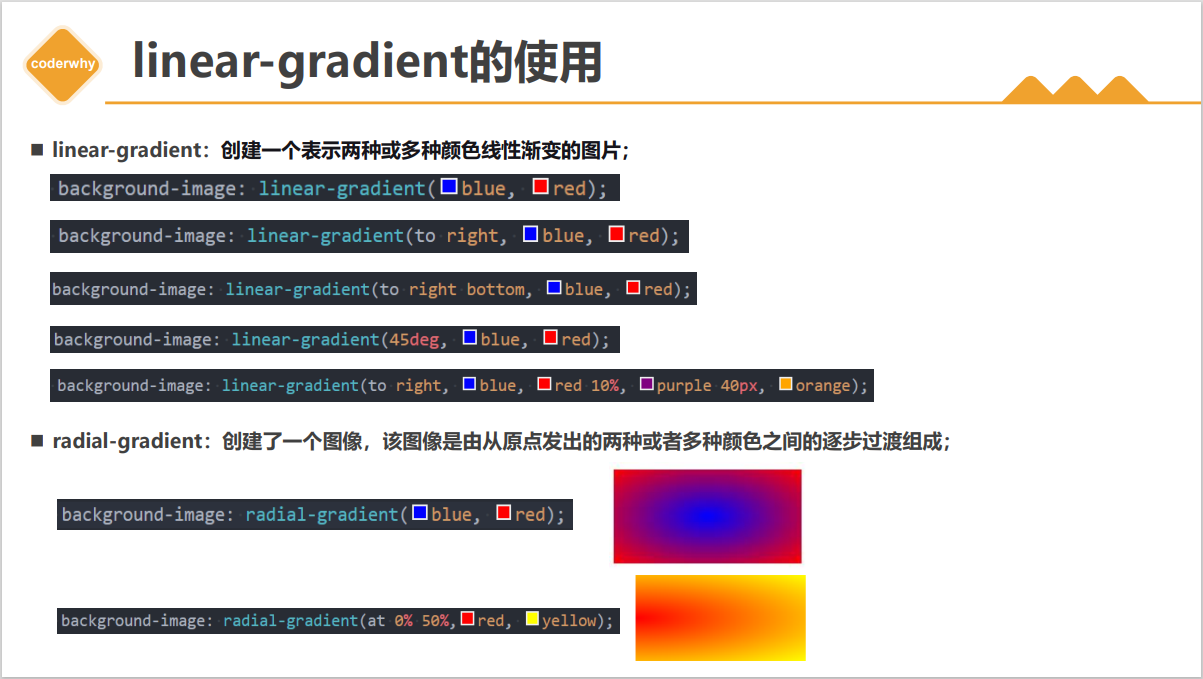 coderwhy
linear-gradient的使用
linear-gradient：创建一个表示两种或多种颜色线性渐变的图片；
background-image: linear-gradient(blue, red);
background-image: linear-gradient(to right, blue, red);
background-image: linear-gradient(to right bottom, blue, red);
background-image: linear-gradient(45deg, blue, red);
background-image: linear-gradient(to right, blue, red 10%, purple 40px, orange);
radial-gradient：创建了一个图像，该图像是由从原点发出的两种或者多种颜色之间的逐步过渡组成；
background-image: radial-gradient(blue, red);
background-image: radial-gradient(at 0% 50%,red, yellow);